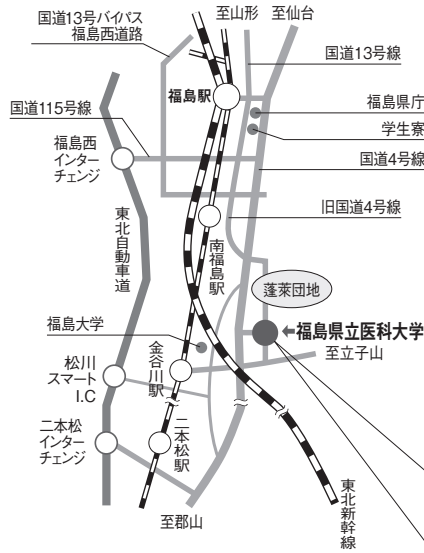 国道13号バイパス
福島西道路
至山形
至仙台
国道13号線
福島駅
福島県庁
国道115号線
学生寮
福島西
インター
チェンジ
国道4号線
旧国道4号線
東北自動車道
南福島駅
蓬莱団地
福島大学
←福島県立医科大学
金谷川駅
至立子山
松川
スマート
I.C
二本松
インター
チェンジ
二本松駅
至郡山
東北新幹線